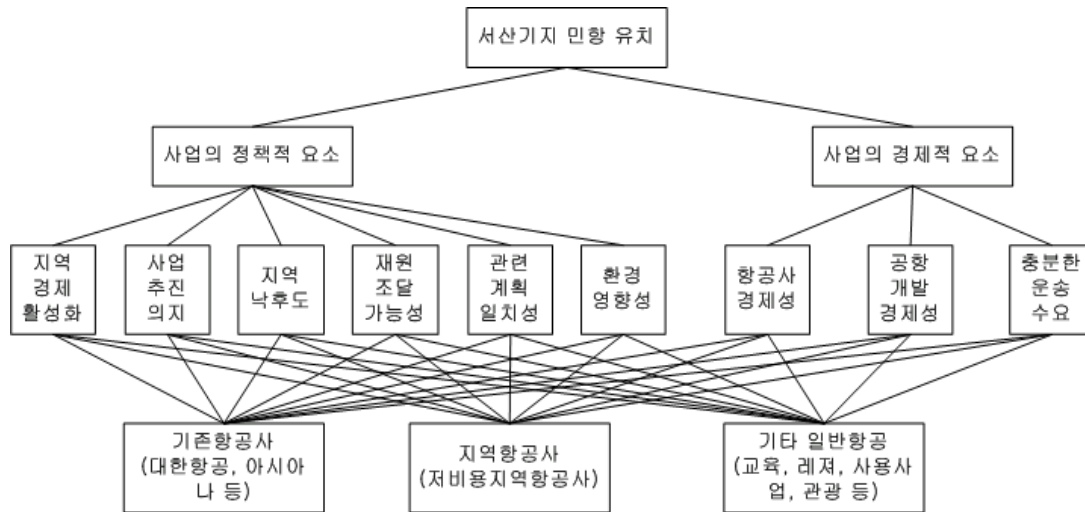 서산기지 민항 유치
사업의 정책적 요소
사업의 경제적 요소
지역
경제
활성화
사업
추진
의지
지역
낙후도
재원
조달
가능성
관련
계획
일치성
환경
영향성
항공사
경제성
공항
개발
경제성
충분한
운송
수요
기존항공사
(대한항공, 아시아
나 등)
지역항공사
(저비용지역항공사)
기타 일반항공
(교육, 레져, 사용사
업, 관광 등)